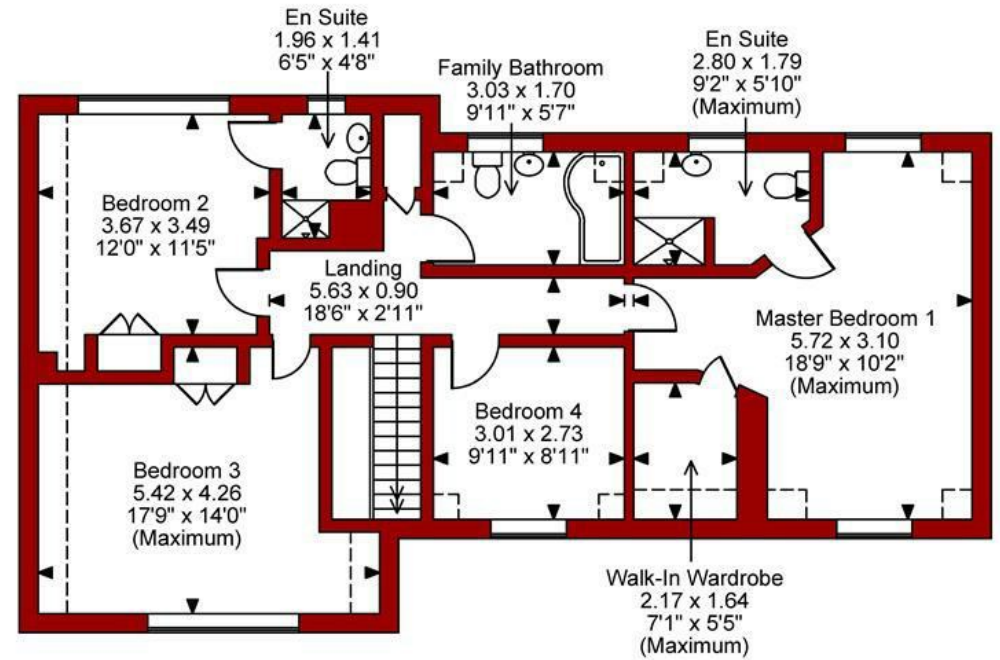 En Suite
1.96 x 1.41
6'5" x 4'8"
Family Bathroom
3.03 x 1.70
9'11" x 5'7"
En Suite
2.80 x 1.79
9'2" x 5'10"
(Maximum)
Bedroom 2
3.67 x 3.49
12'0" x 11'5"
Landing
5.63 x 0.90
18'6" x 2'11"
Master Bedroom 1
5.72 x 3.10
18'9" x 10'2"
(Maximum)
Bedroom 3
5.42 x 4.26
17'9" x 14'0"
(Maximum)
Bedroom 4
3.01 x 2.73
9'11" x 8'11"
Walk-In Wardrobe
2.17 x 1.64
7'1" x 5'5"
(Maximum)